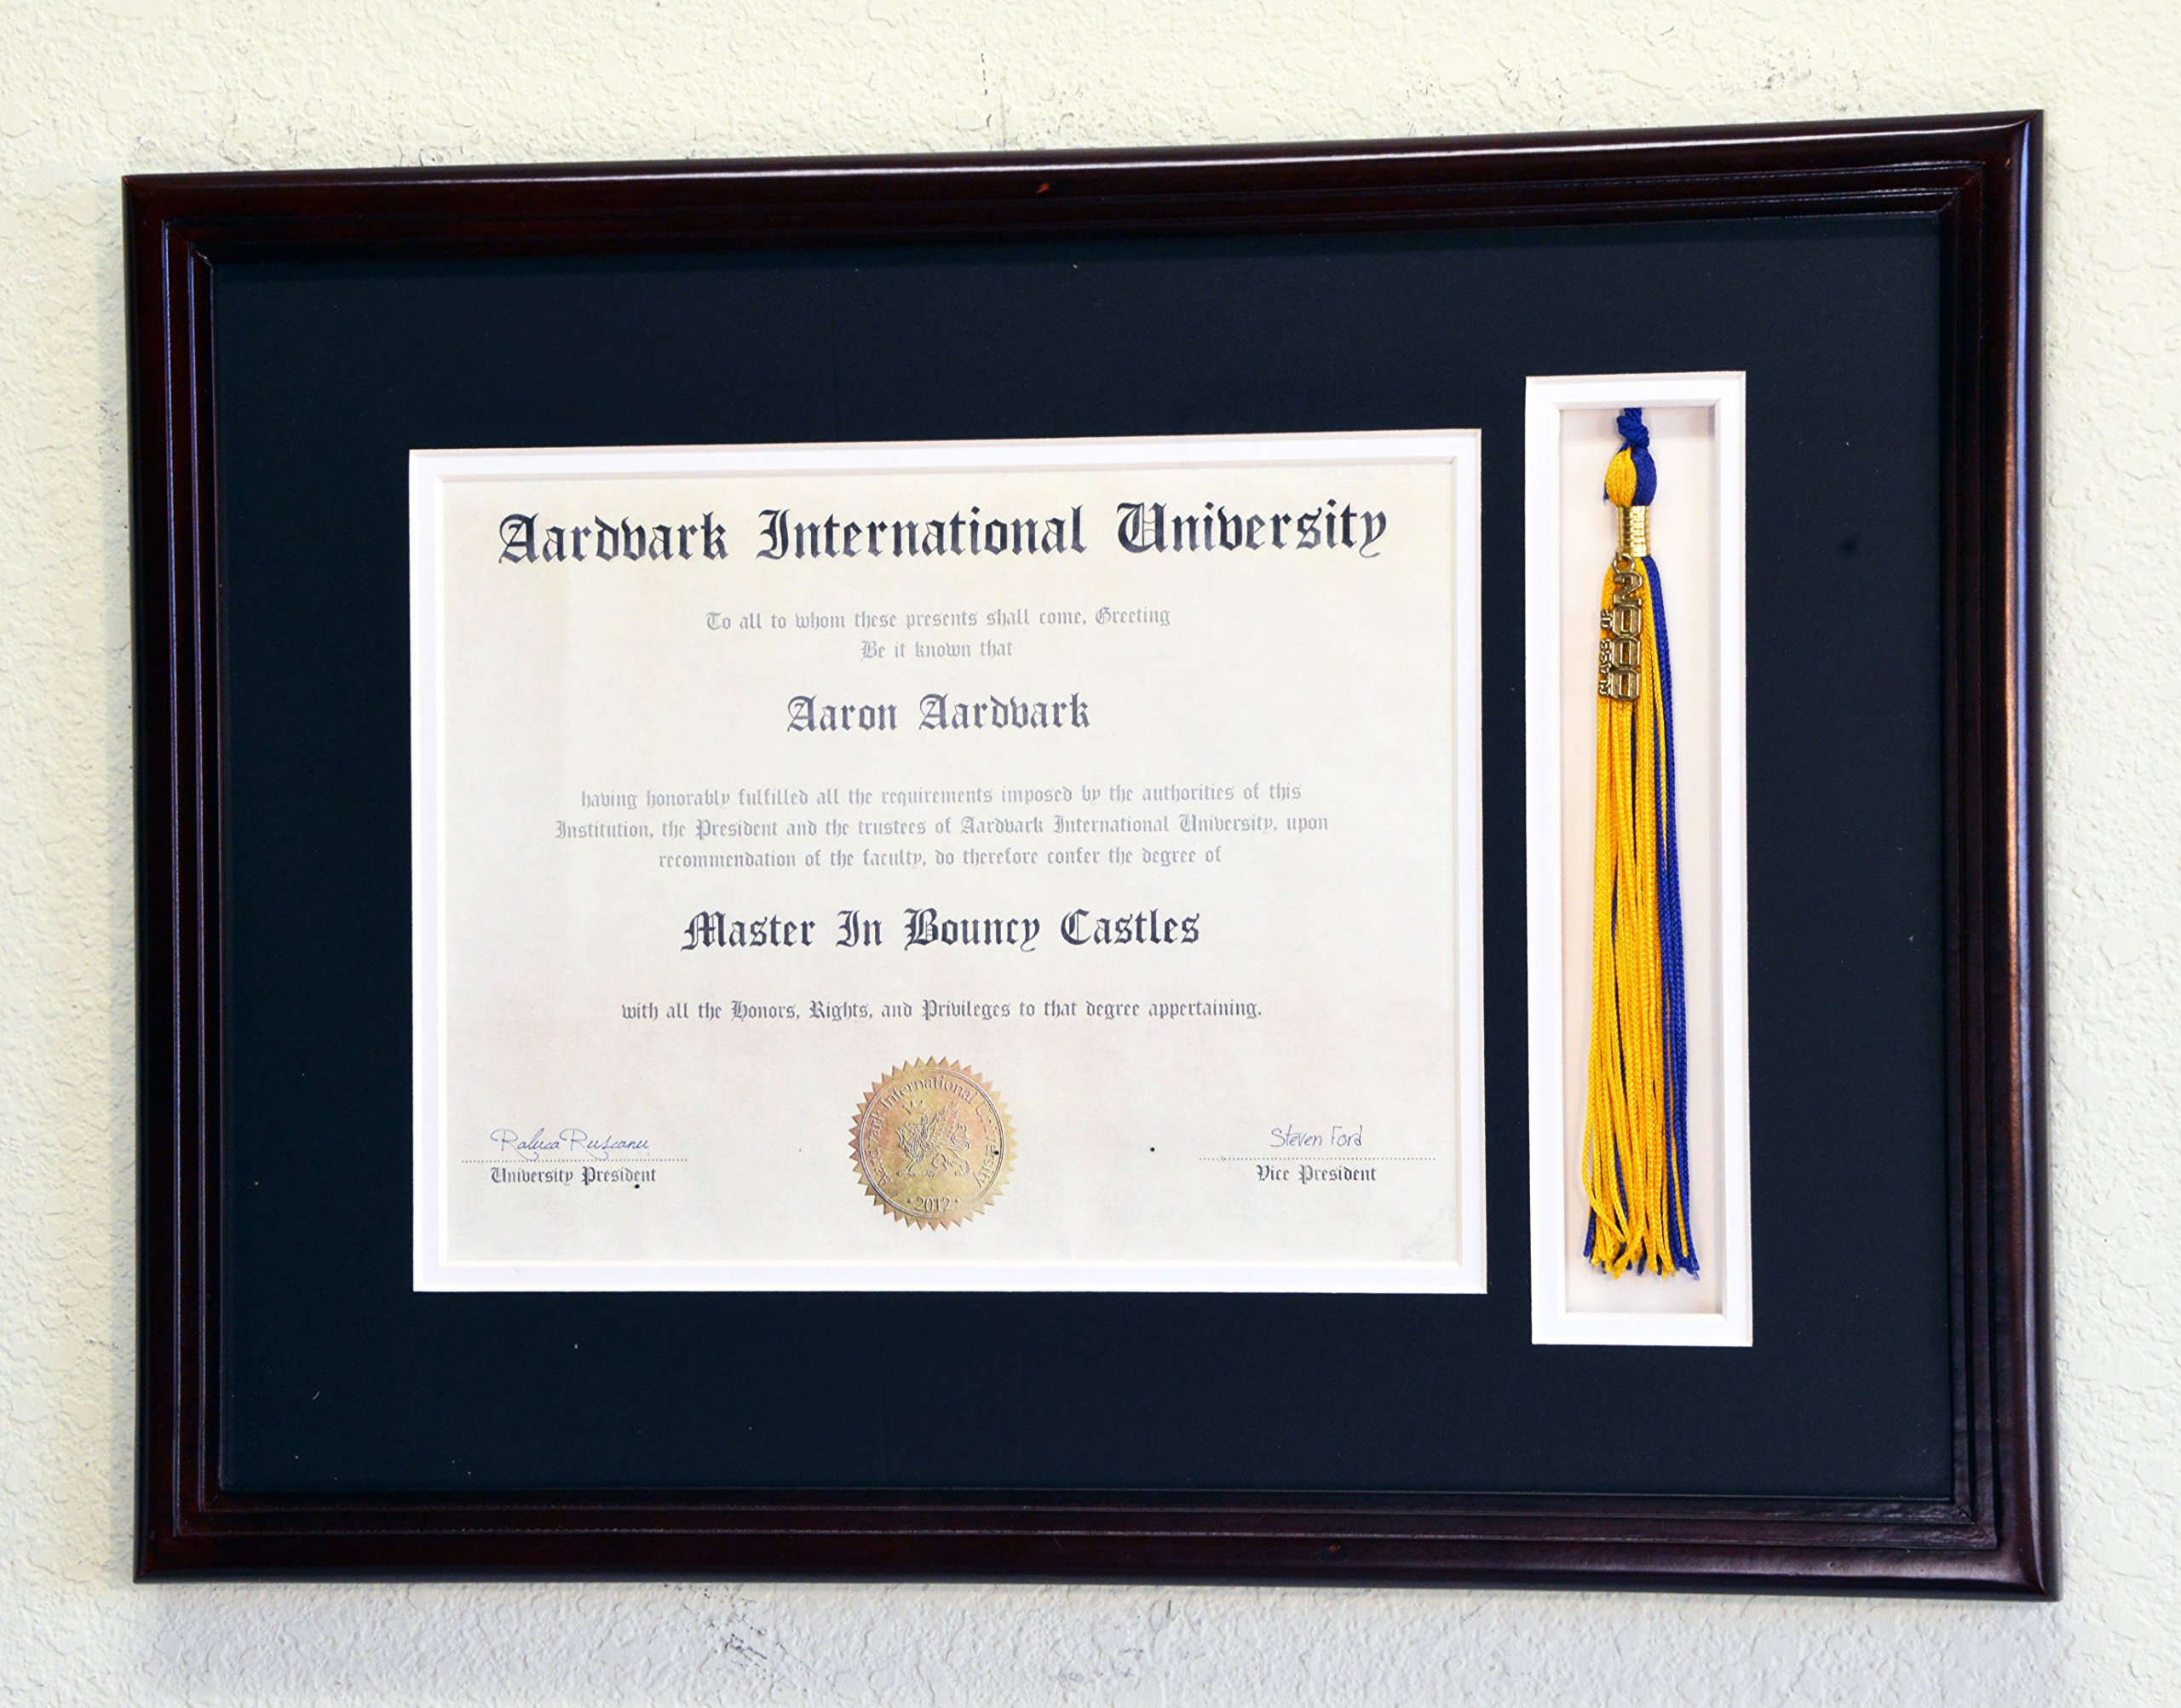 Aardvark International University
To all to whom these presents shall come, Greeting
Be it known that
Aaron Aardvark
having honorably fulfilled all the requirements imposed by the authorities of this
Institution, the President and the trustees of Aardvark International University, upon
recommendation of the faculty, do therefore confer the degree of
Master In Bouncy Castles
with all the Honors, Rights, and Privileges to that degree appertaining.
Aardvark International University
2012
Raluca Ruscanu
University President
Steven Ford
Vice President
CLASS OF
2000